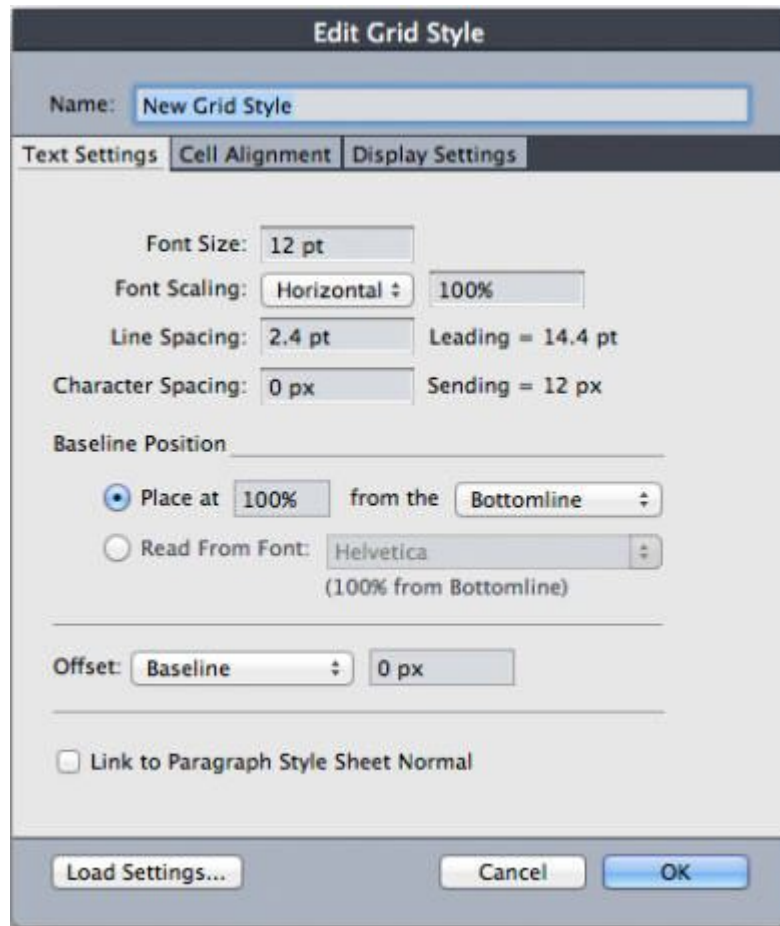 Edit Grid Style
Name: New Grid Style
Text Settings Cell Alignment Display Settings
Font Size: 12 pt
Font Scaling: Horizontal 100%
Line Spacing: 2.4 pt Leading = 14.4 pt
Character Spacing: 0 px Sending = 12 px
Baseline Position
Place at 100% from the Bottomline
Read From Font: Helvetica
(100% from Bottomline)
Offset: Baseline 0 px
Link to Paragraph Style Sheet Normal
Load Settings... Cancel OK